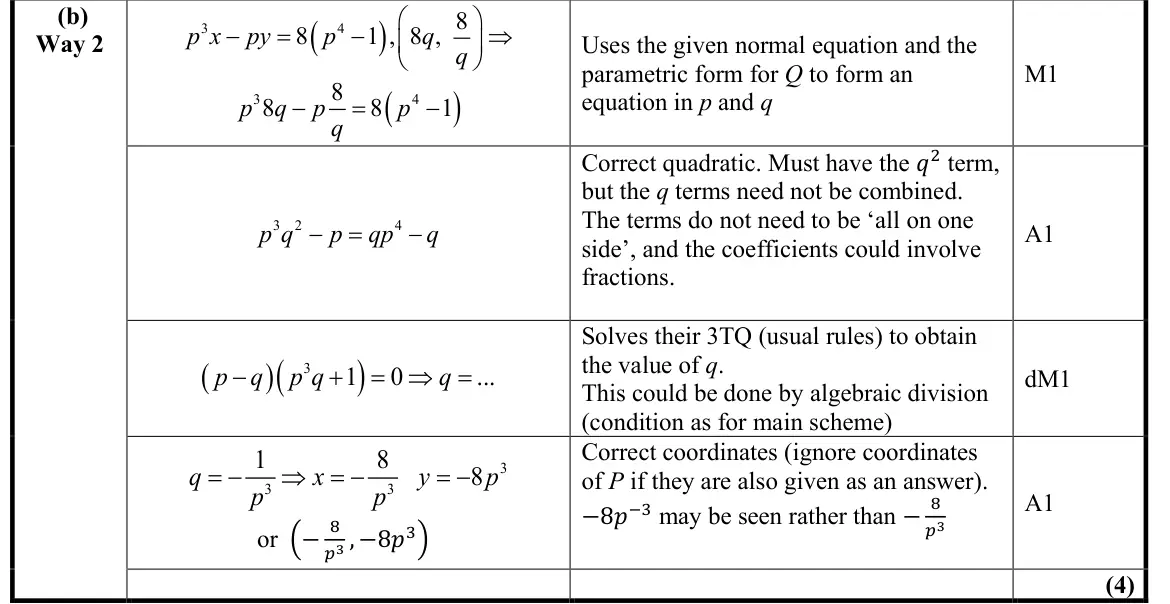 (b)
Way 2
p³x − py = 8(p⁴ − 1), (8q, 8/q) ⇒
p³8q − p 8/q = 8(p⁴ − 1)
Uses the given normal equation and the
parametric form for Q to form an
equation in p and q
M1
p³q² − p = qp⁴ − q
Correct quadratic. Must have the q² term,
but the q terms need not be combined.
The terms do not need to be ‘all on one
side’, and the coefficients could involve
fractions.
A1
(p − q)(p³q + 1) = 0 ⇒ q = ...
Solves their 3TQ (usual rules) to obtain
the value of q.
This could be done by algebraic division
(condition as for main scheme)
dM1
q = − 1/p³ ⇒ x = − 8/p³ y = −8p³
or (− 8/p³, −8p³)
Correct coordinates (ignore coordinates
of P if they are also given as an answer).
−8p⁻³ may be seen rather than − 8/p³
A1
(4)